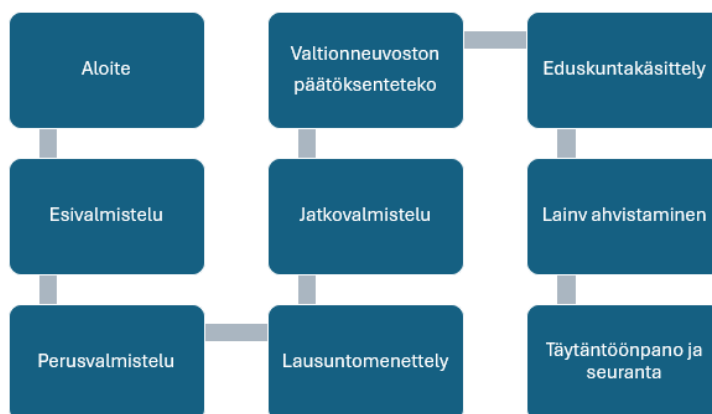 Aloite
Esivalmistelu
Perusvalmistelu
Lausuntomenettely
Jatkovalmistelu
Valtionneuvoston
päätöksenteteko
Eduskuntakäsittely
Lainv ahvistaminen
Täytäntöönpano ja
seuranta